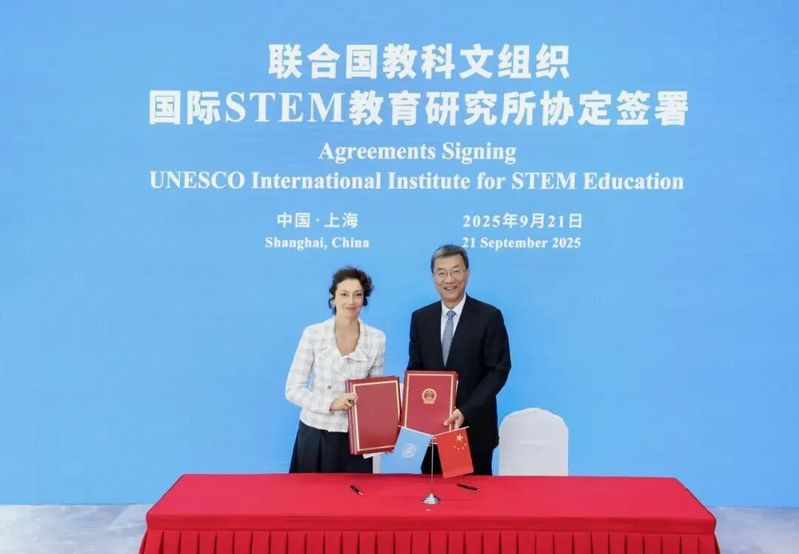 联合国教科文组织
国际STEM教育研究所协定签署
Agreements Signing
UNESCO International Institute for STEM Education
中国·上海 2025年9月21日
Shanghai, China 21 September 2025